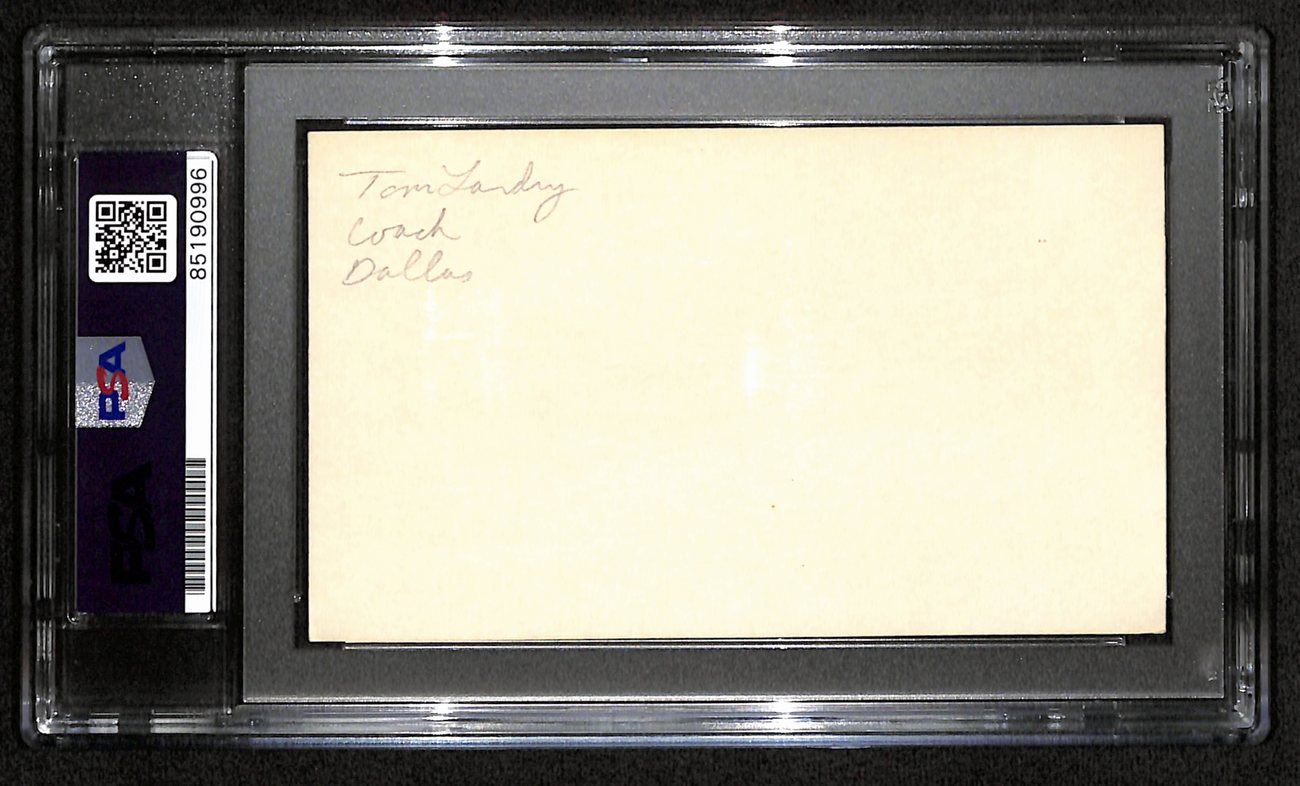 Tom Landry
Coach
Dallas
85190996
PSA
PSA